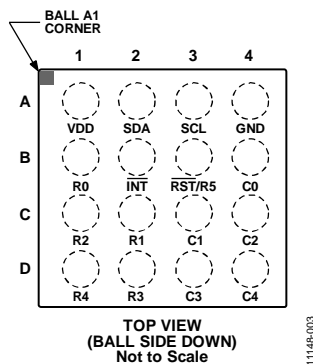 BALL A1
CORNER
1 2 3 4
A
VDD SDA SCL GND
B
R0 INT RST/R5 C0
C
R2 R1 C1 C2
D
R4 R3 C3 C4
TOP VIEW
(BALL SIDE DOWN)
Not to Scale
11148-003